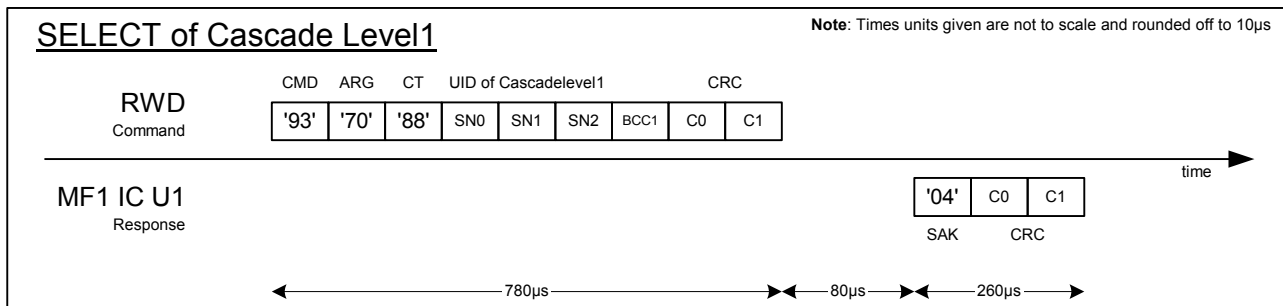 SELECT of Cascade Level1
Note: Times units given are not to scale and rounded off to 10µs
CMD ARG CT UID of Cascadelevel1 CRC
RWD
Command
'93' '70' '88' SN0 SN1 SN2 BCC1 C0 C1
time
MF1 IC U1
Response
'04' C0 C1
SAK CRC
780µs 80µs 260µs